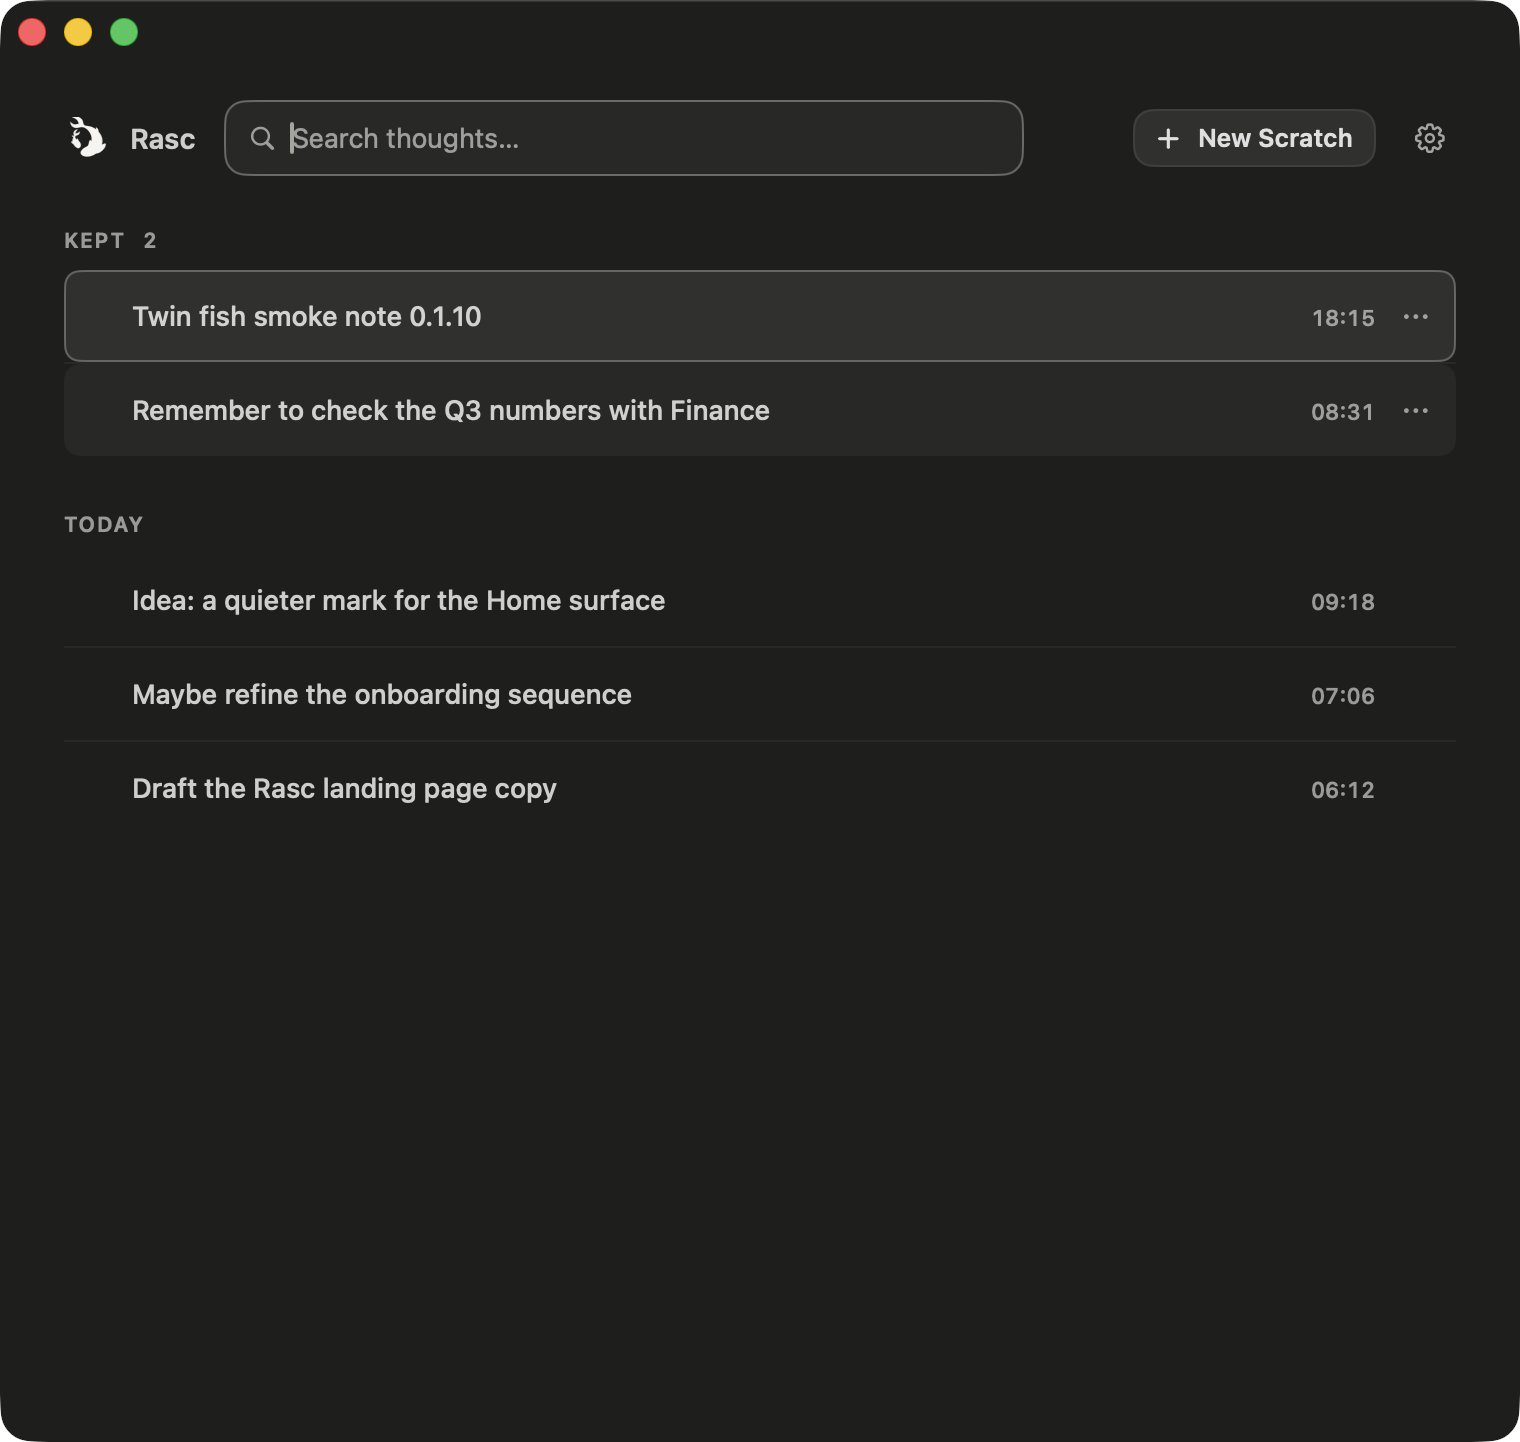 Rasc
Search thoughts...
New Scratch
KEPT 2
Twin fish smoke note 0.1.10
18:15
Remember to check the Q3 numbers with Finance
08:31
TODAY
Idea: a quieter mark for the Home surface
09:18
Maybe refine the onboarding sequence
07:06
Draft the Rasc landing page copy
06:12